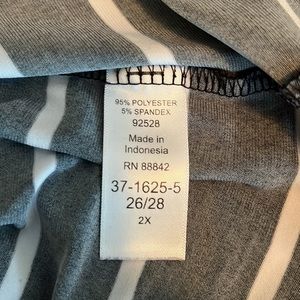 95% POLYESTER
5% SPANDEX
92528
Made in
Indonesia
RN 88842
37-1625-5
26/28
2X